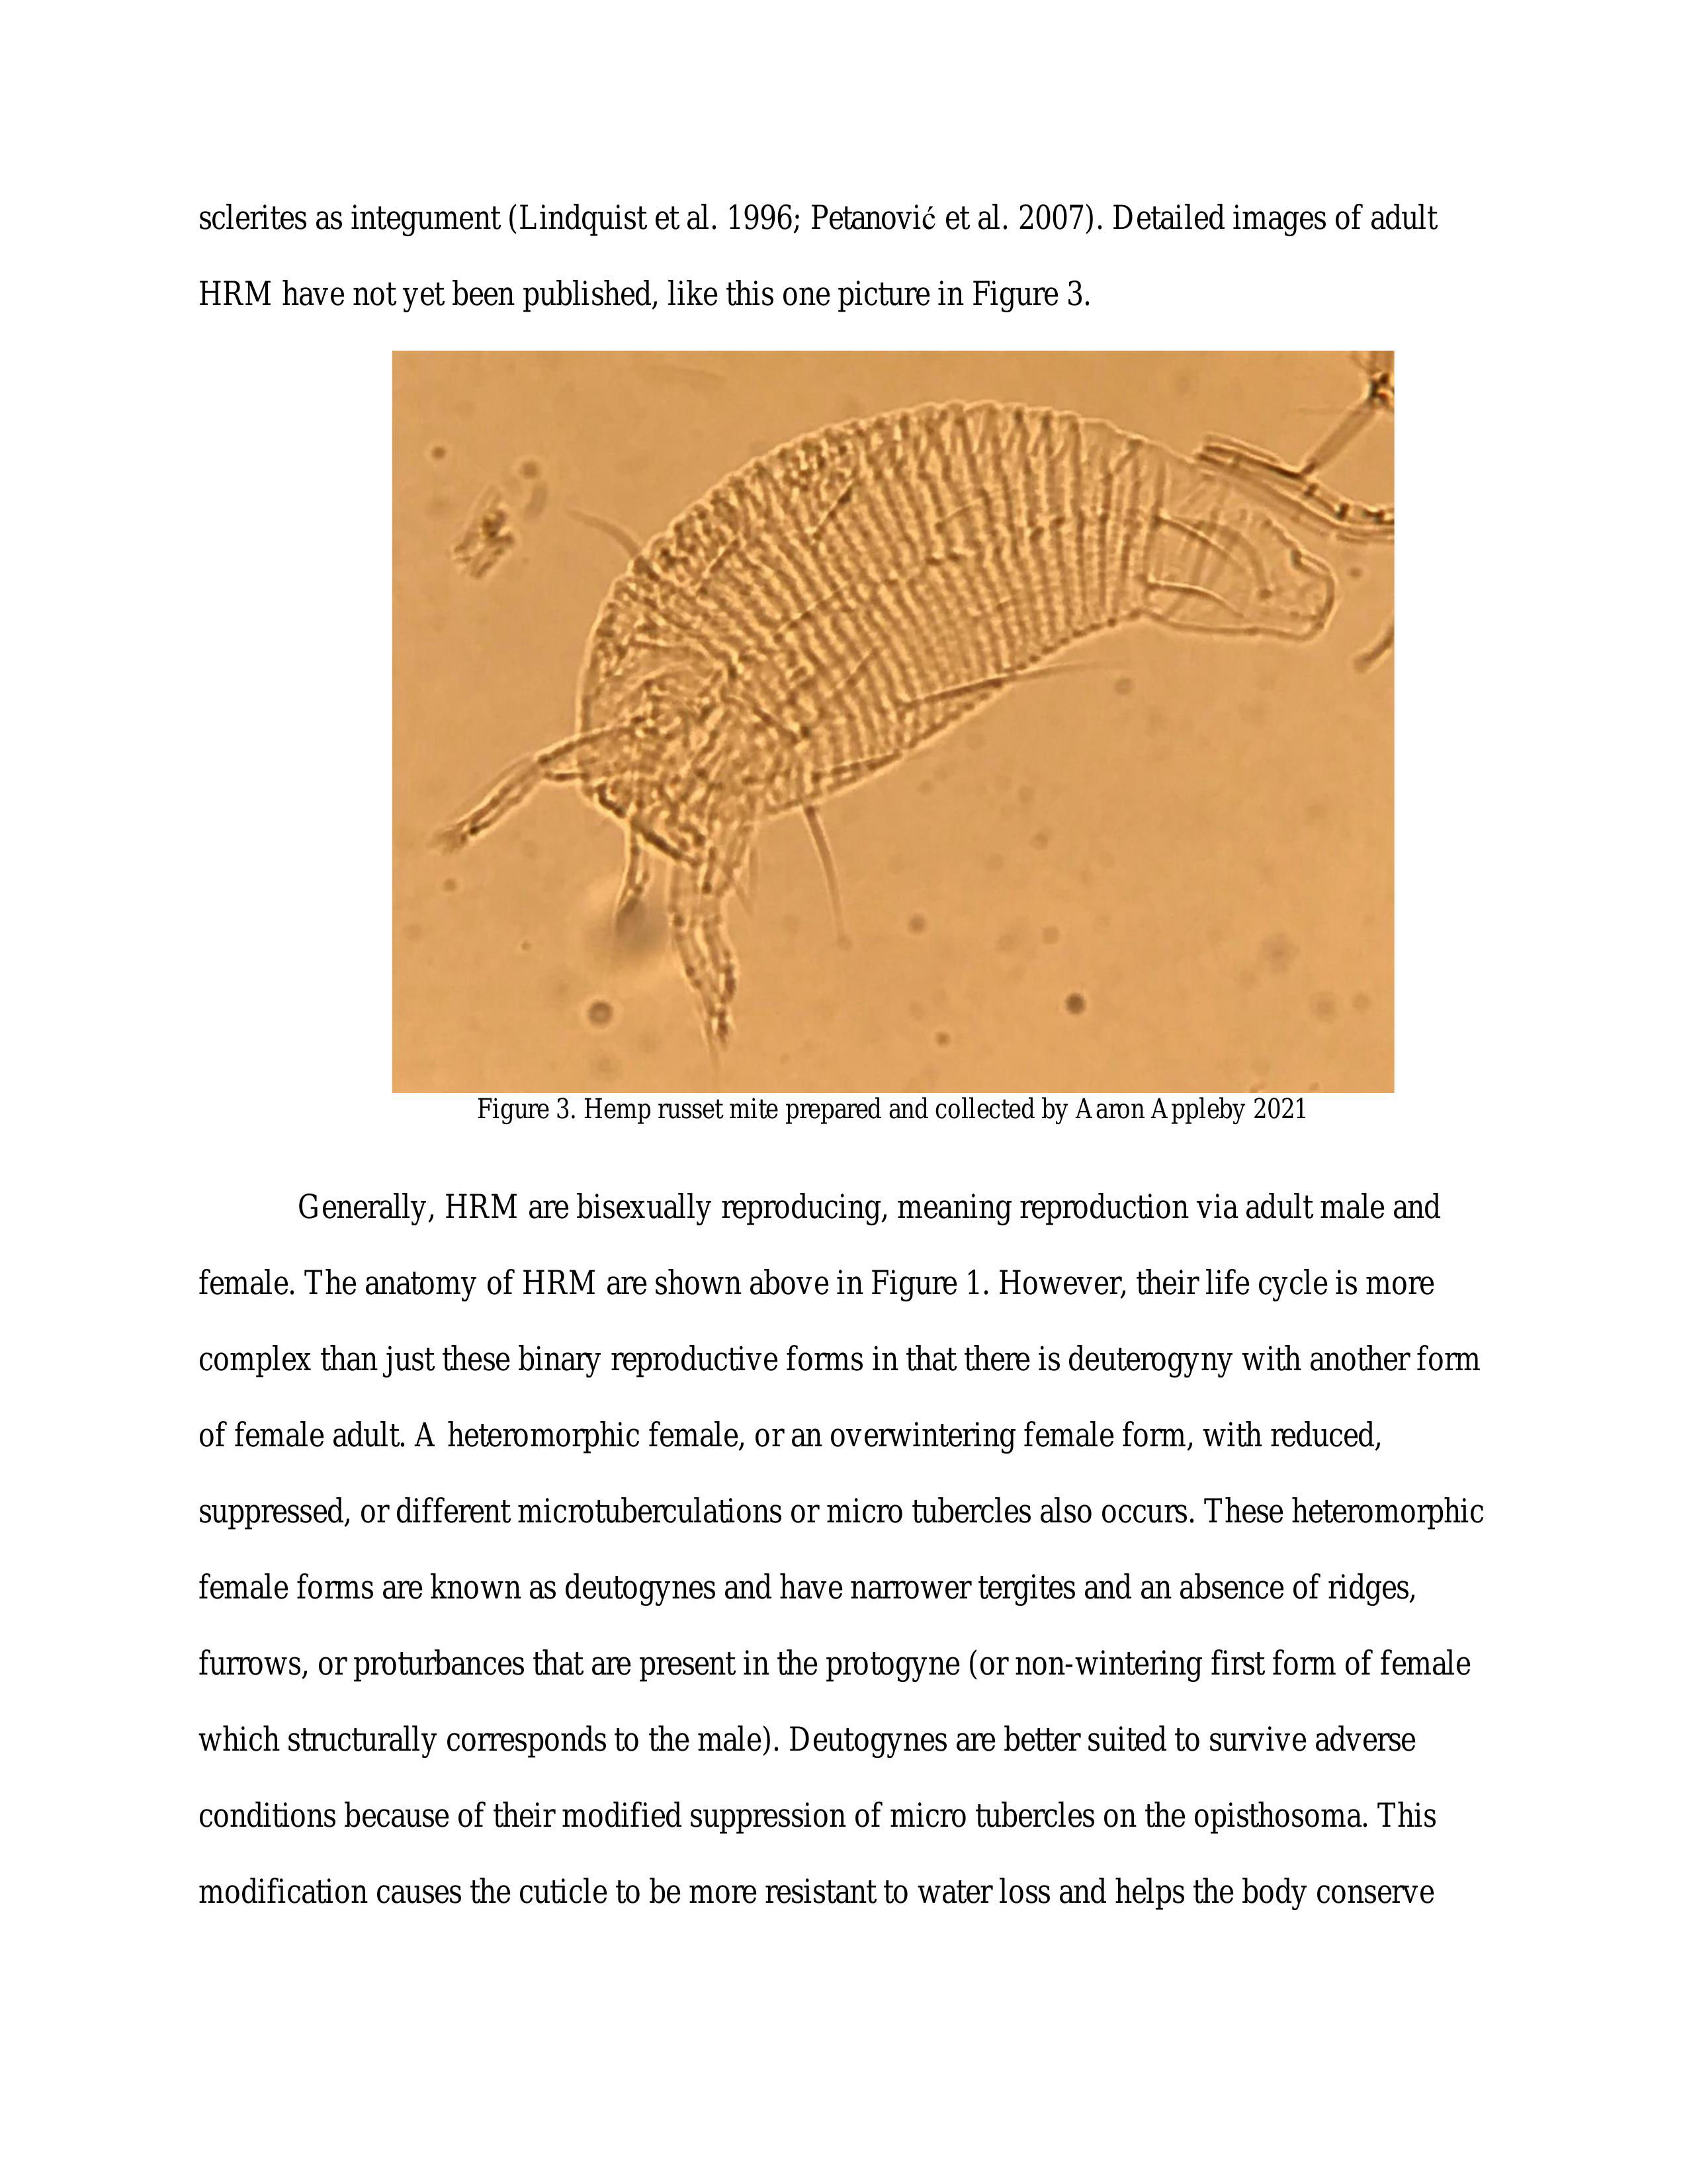 sclerites as integument (Lindquist et al. 1996; Petanović et al. 2007). Detailed images of adult
HRM have not yet been published, like this one picture in Figure 3.
Figure 3. Hemp russet mite prepared and collected by Aaron Appleby 2021
Generally, HRM are bisexually reproducing, meaning reproduction via adult male and
female. The anatomy of HRM are shown above in Figure 1. However, their life cycle is more
complex than just these binary reproductive forms in that there is deuterogyny with another form
of female adult. A heteromorphic female, or an overwintering female form, with reduced,
suppressed, or different microtuberculations or micro tubercles also occurs. These heteromorphic
female forms are known as deutogynes and have narrower tergites and an absence of ridges,
furrows, or proturbances that are present in the protogyne (or non-wintering first form of female
which structurally corresponds to the male). Deutogynes are better suited to survive adverse
conditions because of their modified suppression of micro tubercles on the opisthosoma. This
modification causes the cuticle to be more resistant to water loss and helps the body conserve